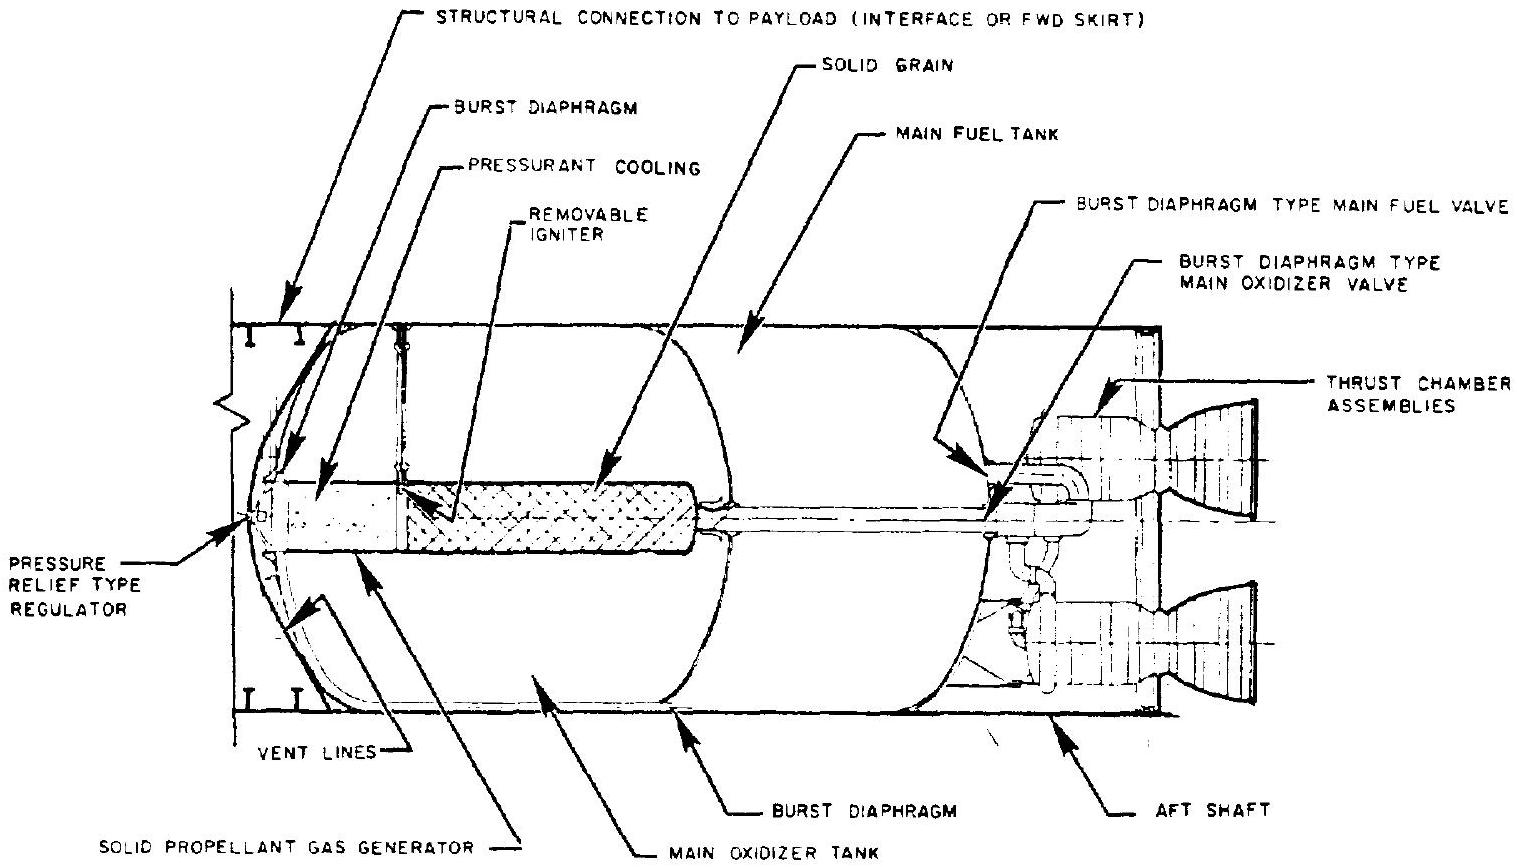 STRUCTURAL CONNECTION TO PAYLOAD (INTERFACE OR FWD SKIRT)
SOLID GRAIN
BURST DIAPHRAGM
MAIN FUEL TANK
PRESSURANT COOLING
REMOVABLE
IGNITER
BURST DIAPHRAGM TYPE MAIN FUEL VALVE
BURST DIAPHRAGM TYPE
MAIN OXIDIZER VALVE
THRUST CHAMBER
ASSEMBLIES
PRESSURE
RELIEF TYPE
REGULATOR
VENT LINES
BURST DIAPHRAGM
AFT SHAFT
SOLID PROPELLANT GAS GENERATOR
MAIN OXIDIZER TANK